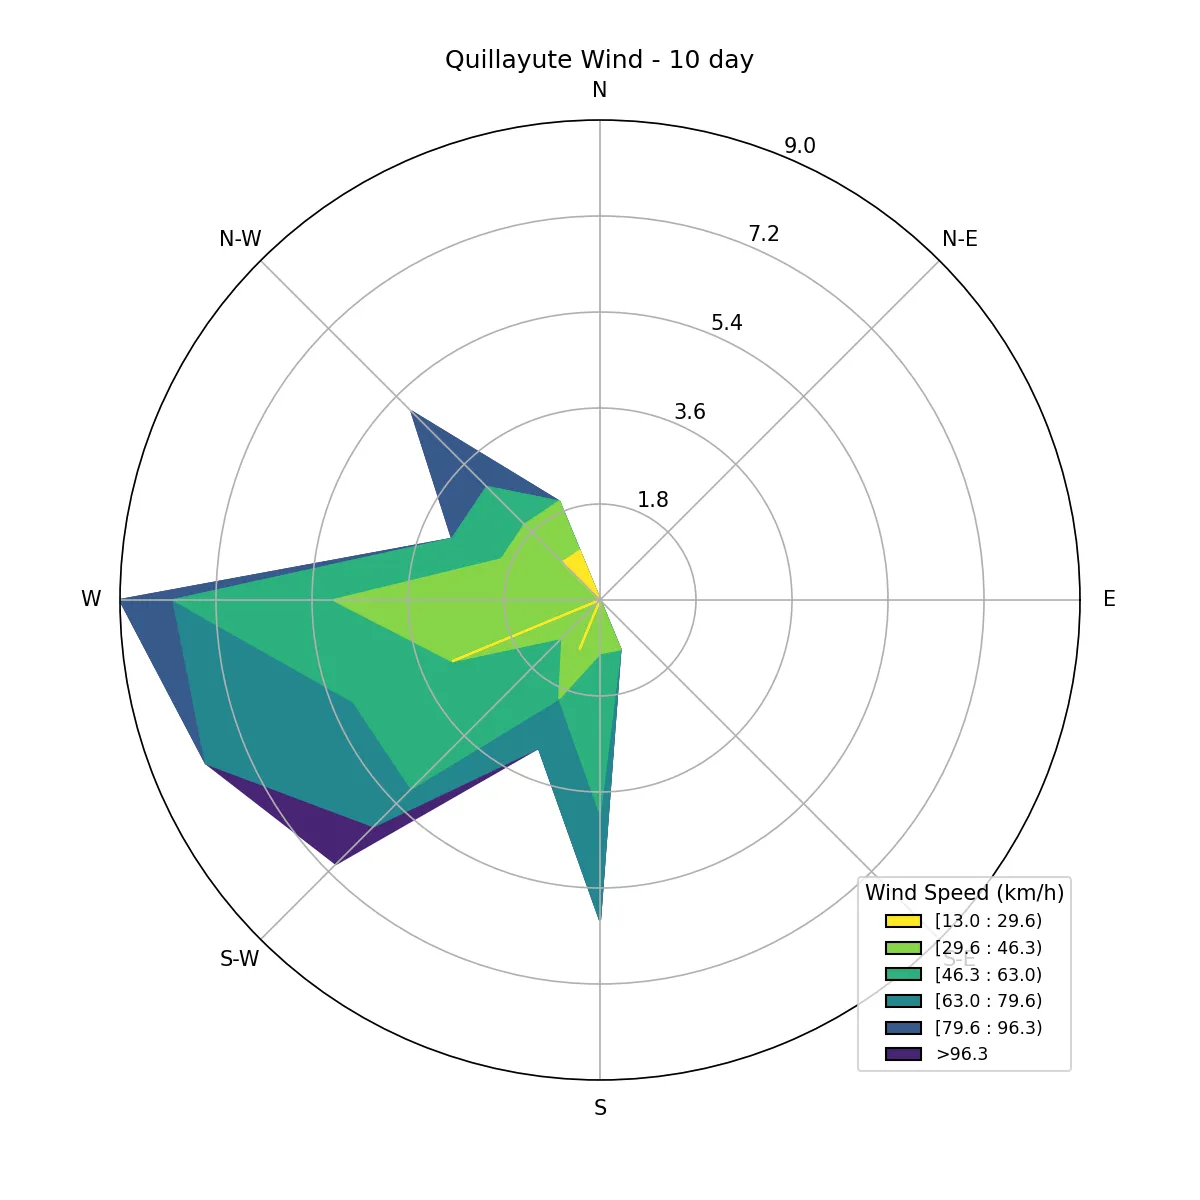 Quillayute Wind - 10 day
N
9.0
N-W
7.2
N-E
5.4
3.6
1.8
W
E
S-W
S-E
S
Wind Speed (km/h)
[13.0 : 29.6)
[29.6 : 46.3)
[46.3 : 63.0)
[63.0 : 79.6)
[79.6 : 96.3)
>96.3